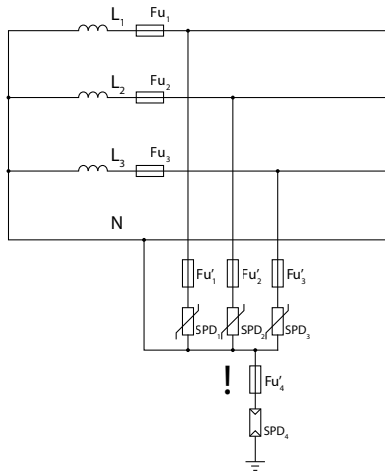 L₁ Fu₁
L₂ Fu₂
L₃ Fu₃
N
Fu'₁ Fu'₂ Fu'₃
SPD₁ SPD₂ SPD₃
! Fu'₄
SPD₄